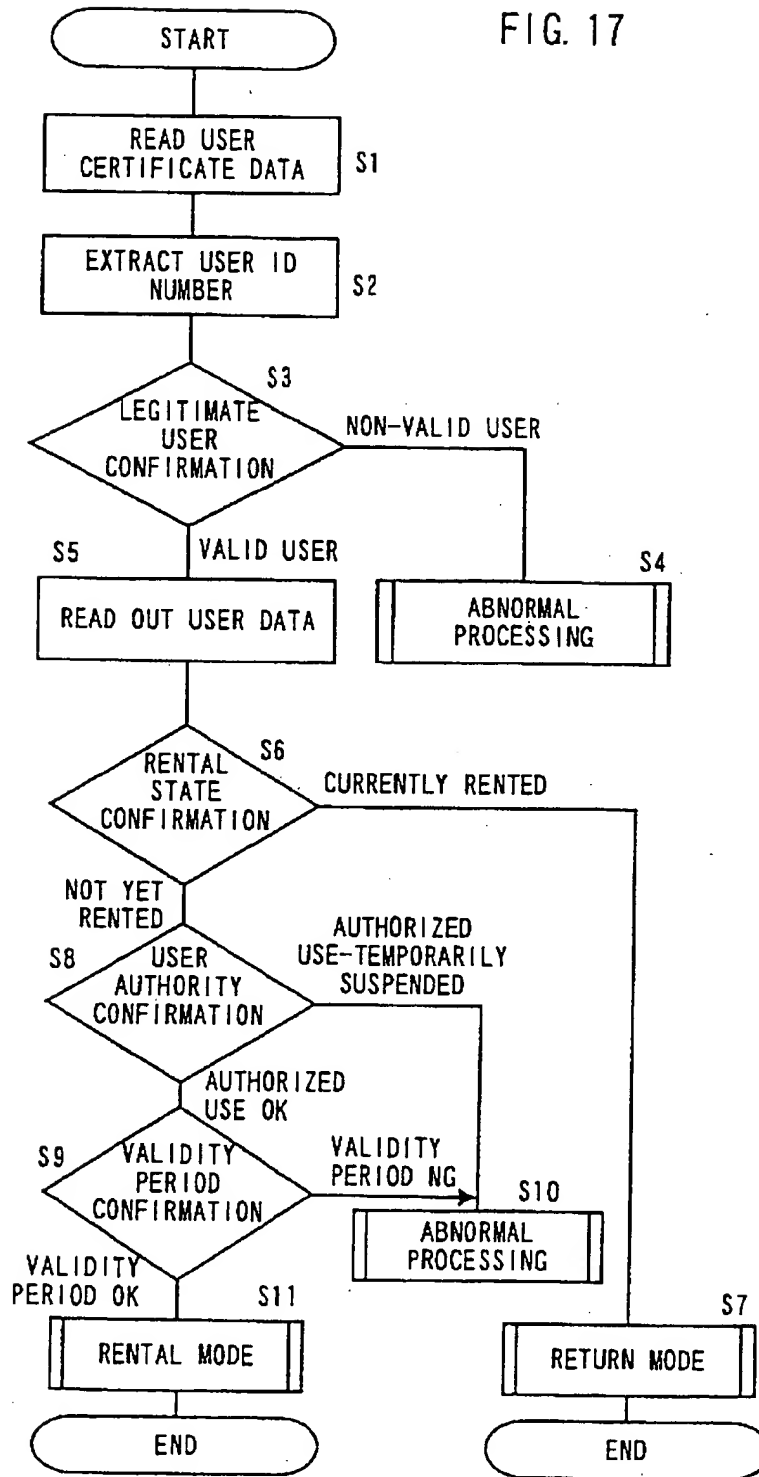 START
FIG. 17
READ USER
CERTIFICATE DATA
S1
EXTRACT USER ID
NUMBER
S2
S3
LEGITIMATE
USER
CONFIRMATION
NON-VALID USER
S5
VALID USER
S4
READ OUT USER DATA
ABNORMAL
PROCESSING
S6
RENTAL
STATE
CONFIRMATION
CURRENTLY RENTED
NOT YET
RENTED
AUTHORIZED
USE-TEMPORARILY
SUSPENDED
S8
USER
AUTHORITY
CONFIRMATION
AUTHORIZED
USE OK
S9
VALIDITY
PERIOD
CONFIRMATION
VALIDITY
PERIOD NG
S10
ABNORMAL
PROCESSING
VALIDITY
PERIOD OK
S11
S7
RENTAL MODE
RETURN MODE
END
END